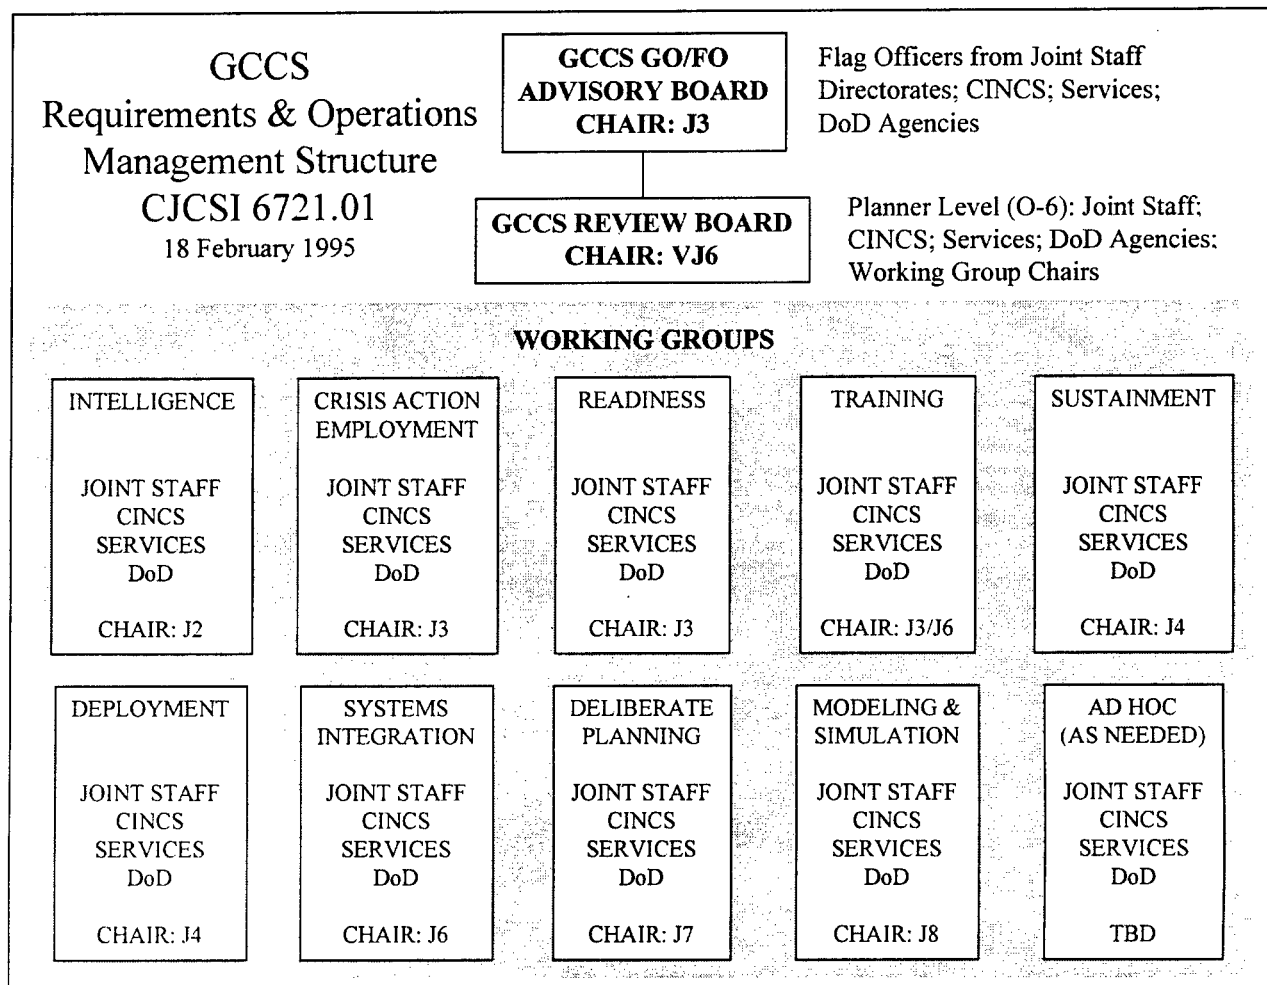 GCCS
Requirements & Operations
Management Structure
CJCSI 6721.01
18 February 1995
GCCS GO/FO
ADVISORY BOARD
CHAIR: J3
Flag Officers from Joint Staff
Directorates; CINCS; Services;
DoD Agencies
GCCS REVIEW BOARD
CHAIR: VJ6
Planner Level (O-6): Joint Staff;
CINCS; Services; DoD Agencies;
Working Group Chairs
WORKING GROUPS
INTELLIGENCE
JOINT STAFF
CINCS
SERVICES
DoD
CHAIR: J2
CRISIS ACTION
EMPLOYMENT
JOINT STAFF
CINCS
SERVICES
DoD
CHAIR: J3
READINESS
JOINT STAFF
CINCS
SERVICES
DoD
CHAIR: J3
TRAINING
JOINT STAFF
CINCS
SERVICES
DoD
CHAIR: J3/J6
SUSTAINMENT
JOINT STAFF
CINCS
SERVICES
DoD
CHAIR: J4
DEPLOYMENT
JOINT STAFF
CINCS
SERVICES
DoD
CHAIR: J4
SYSTEMS
INTEGRATION
JOINT STAFF
CINCS
SERVICES
DoD
CHAIR: J6
DELIBERATE
PLANNING
JOINT STAFF
CINCS
SERVICES
DoD
CHAIR: J7
MODELING &
SIMULATION
JOINT STAFF
CINCS
SERVICES
DoD
CHAIR: J8
AD HOC
(AS NEEDED)
JOINT STAFF
CINCS
SERVICES
DoD
TBD